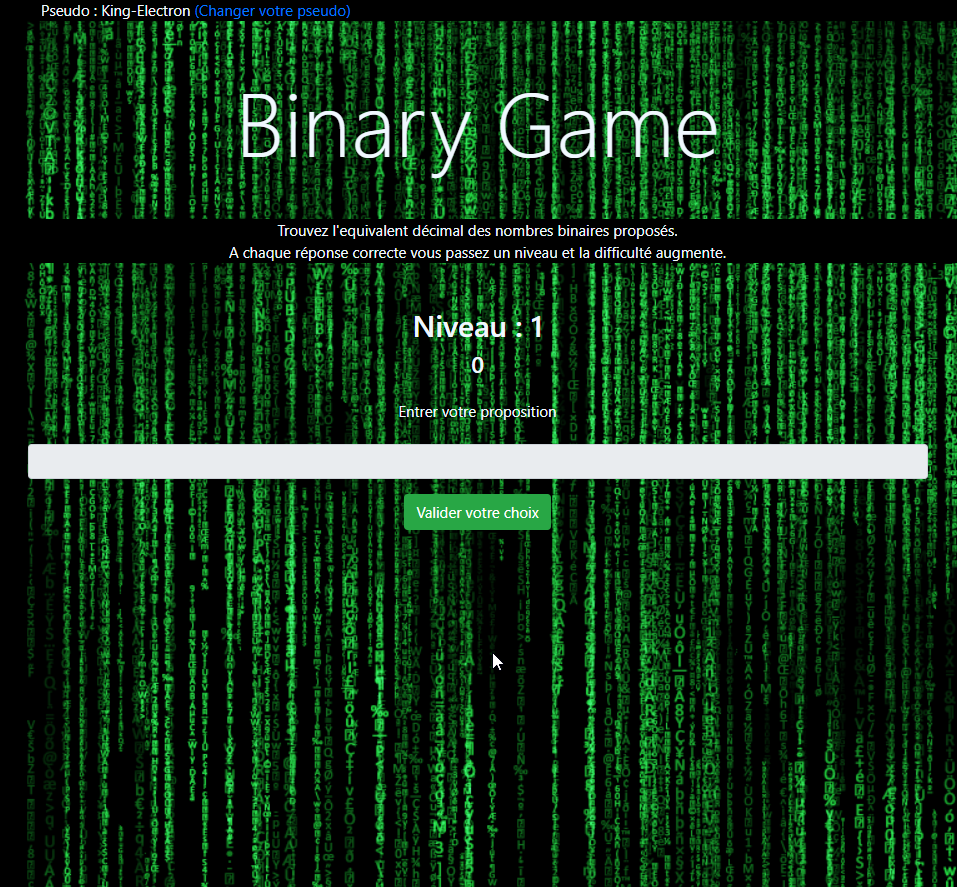 Pseudo : King-Electron (Changer votre pseudo)
Binary Game
Trouvez l'equivalent décimal des nombres binaires proposés.
A chaque réponse correcte vous passez un niveau et la difficulté augmente.
Niveau : 1
0
Entrer votre proposition
Valider votre choix